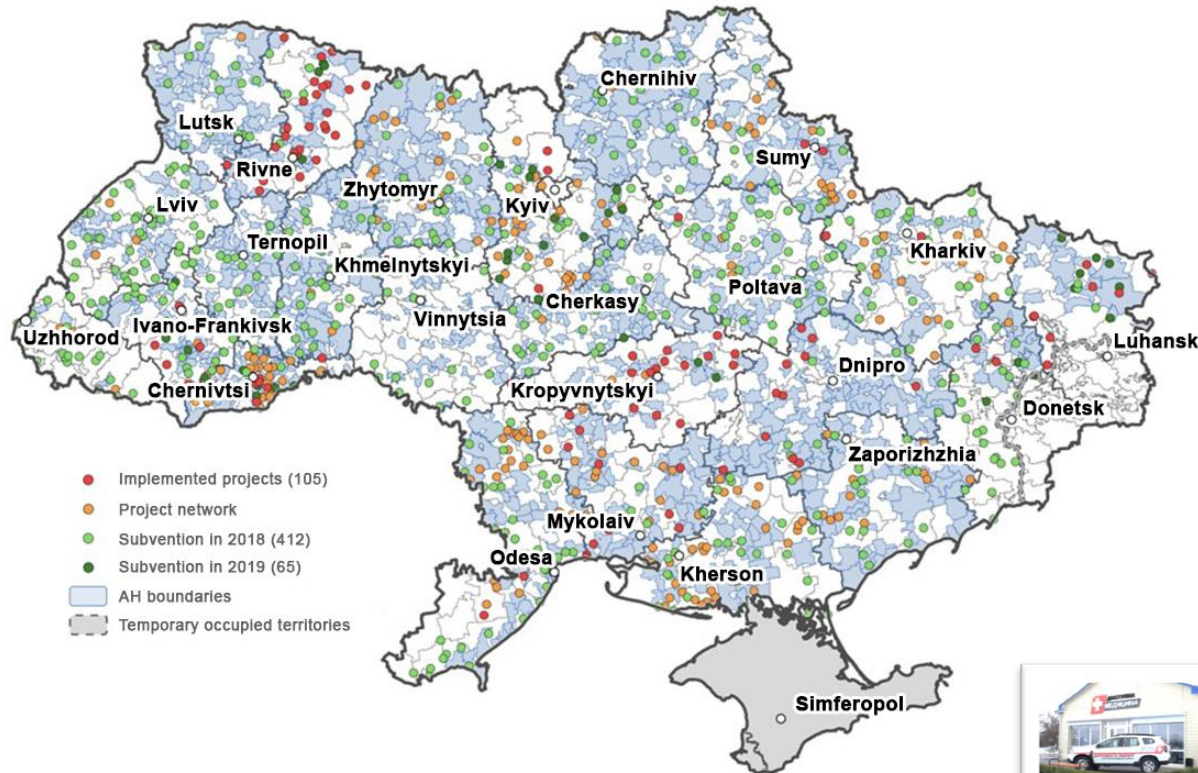 Chernihiv
Lutsk
Rivne
Sumy
Zhytomyr
Kyiv
Lviv
Ternopil
Kharkiv
Khmelnytskyi
Poltava
Cherkasy
Vinnytsia
Ivano-Frankivsk
Uzhhorod
Luhansk
Dnipro
Chernivtsi
Kropyvnytskyi
Donetsk
Zaporizhzhia
Implemented projects (105)
Project network
Subvention in 2018 (412)
Subvention in 2019 (65)
AH boundaries
Temporary occupied territories
Mykolaiv
Odesa
Kherson
Simferopol
МЕДИЦИНА